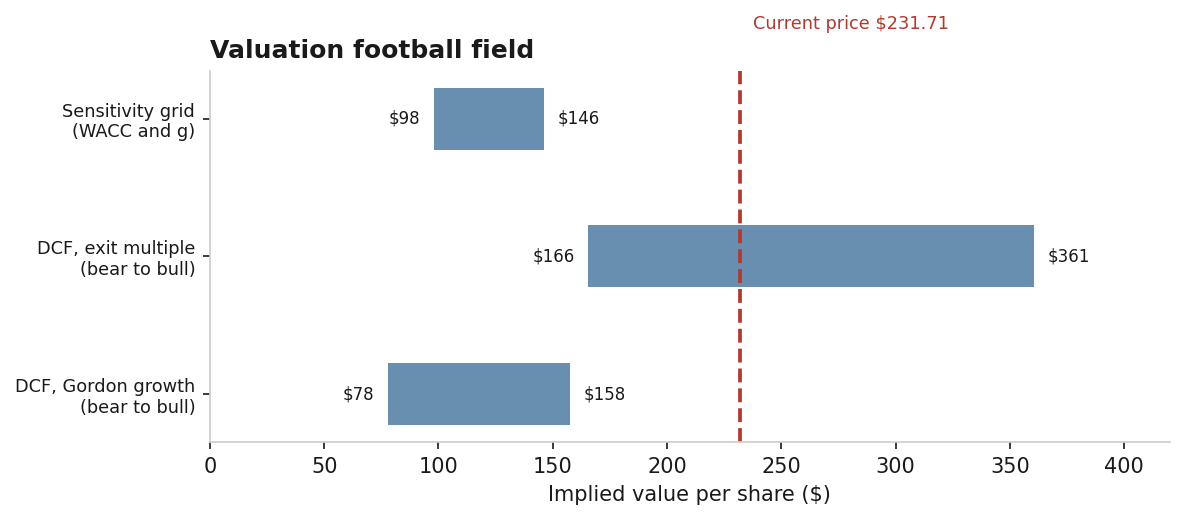 Current price $231.71
Valuation football field
Sensitivity grid
(WACC and g)
$98
$146
DCF, exit multiple
(bear to bull)
$166
$361
DCF, Gordon growth
(bear to bull)
$78
$158
0 50 100 150 200 250 300 350 400
Implied value per share ($)